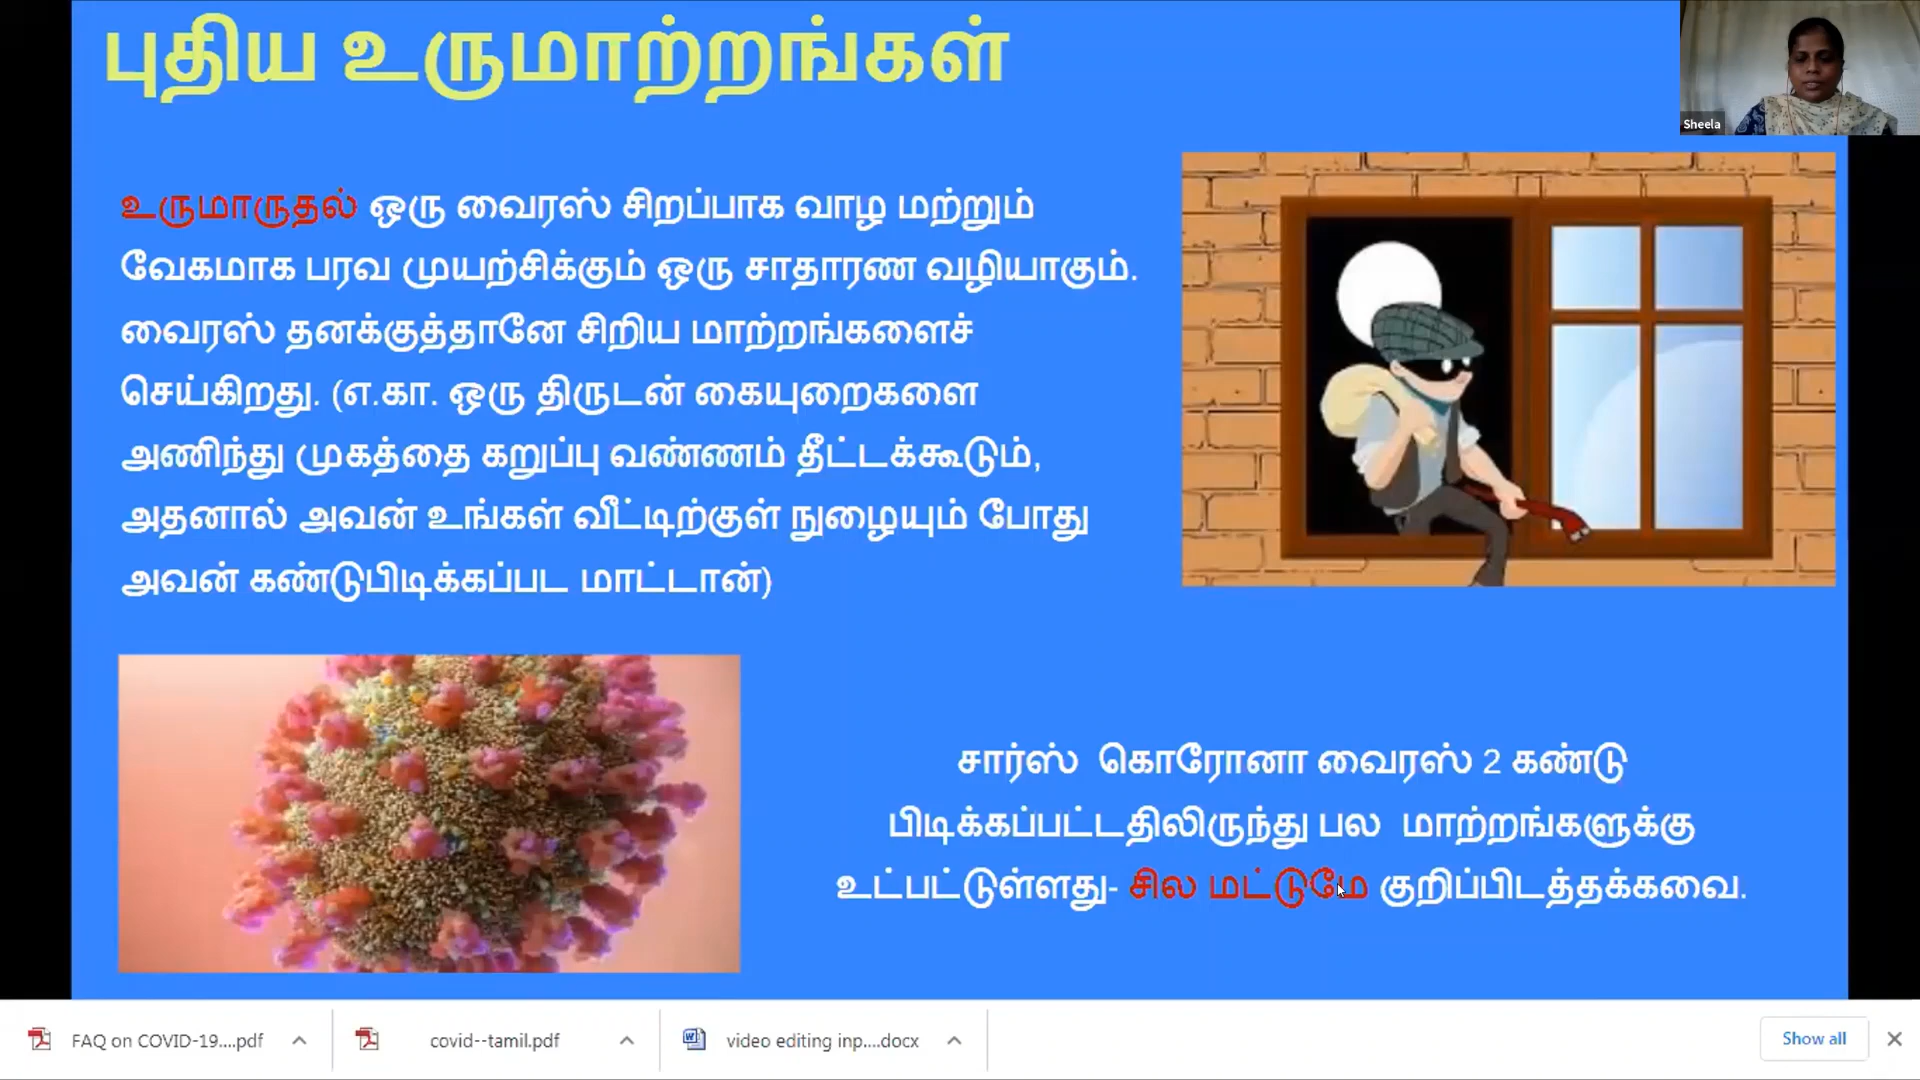 புதிய உருமாற்றங்கள்
Sheela
உருமாருதல் ஒரு வைரஸ் சிறப்பாக வாழ மற்றும்
வேகமாக பரவ முயற்சிக்கும் ஒரு சாதாரண வழியாகும்.
வைரஸ் தனக்குத்தானே சிறிய மாற்றங்களைச்
செய்கிறது. (எ.கா. ஒரு திருடன் கையுறைகளை
அணிந்து முகத்தை கறுப்பு வண்ணம் தீட்டக்கூடும்,
அதனால் அவன் உங்கள் வீட்டிற்குள் நுழையும் போது
அவன் கண்டுபிடிக்கப்பட மாட்டான்)
சார்ஸ் கொரோனா வைரஸ் 2 கண்டு
பிடிக்கப்பட்டதிலிருந்து பல மாற்றங்களுக்கு
உட்பட்டுள்ளது- சில மட்டுமே குறிப்பிடத்தக்கவை.
FAQ on COVID-19....pdf
covid--tamil.pdf
video editing inp....docx
Show all